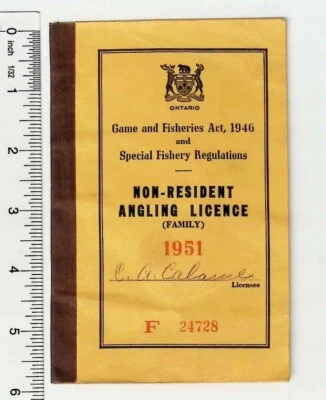 0
inch 1/32
1
2
3
4
5
6
ONTARIO
Game and Fisheries Act, 1946
and
Special Fishery Regulations
NON-RESIDENT
ANGLING LICENCE
(FAMILY)
1951
C. A.
Licensee
F 24728